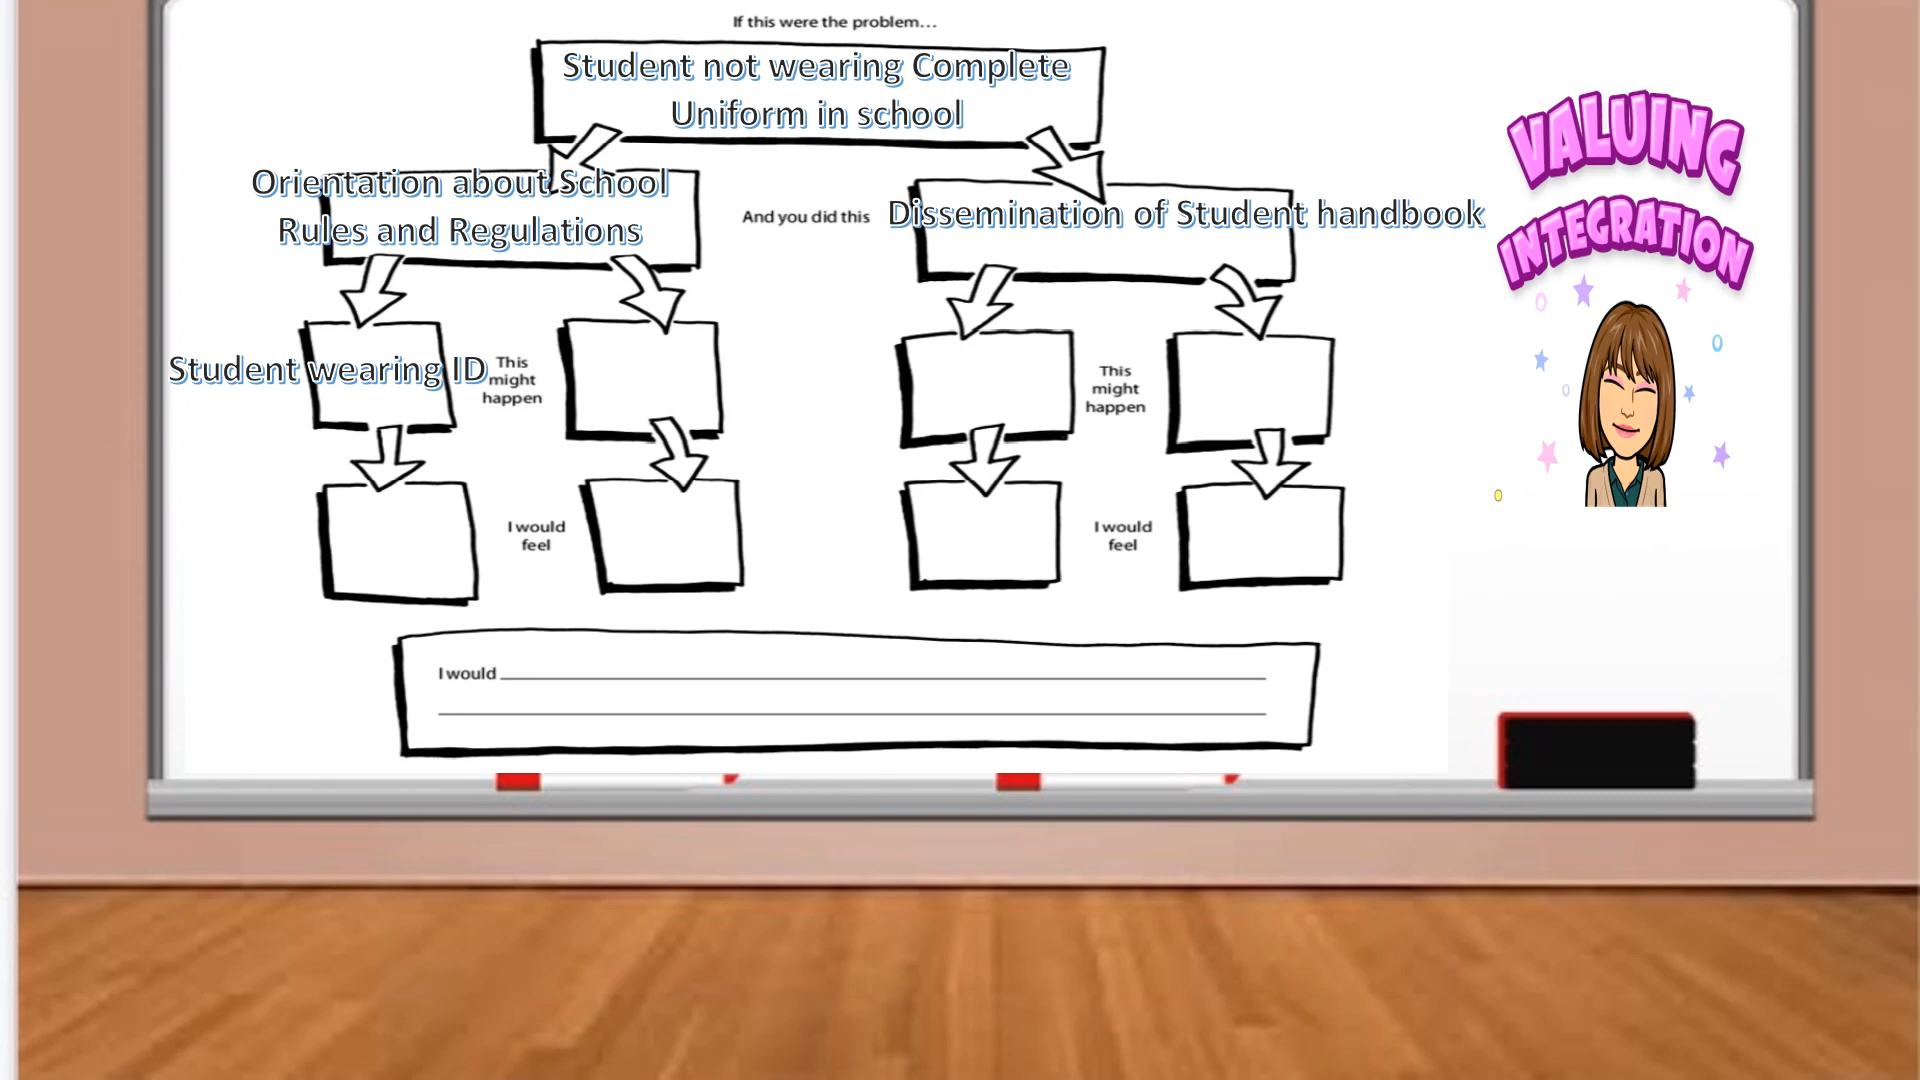 If this were the problem...
Student not wearing Complete
Uniform in school
Orientation about School
Rules and Regulations
And you did this
Dissemination of Student handbook
Student wearing ID
This
might
happen
This
might
happen
I would
feel
I would
feel
I would
VALUING
INTEGRATION